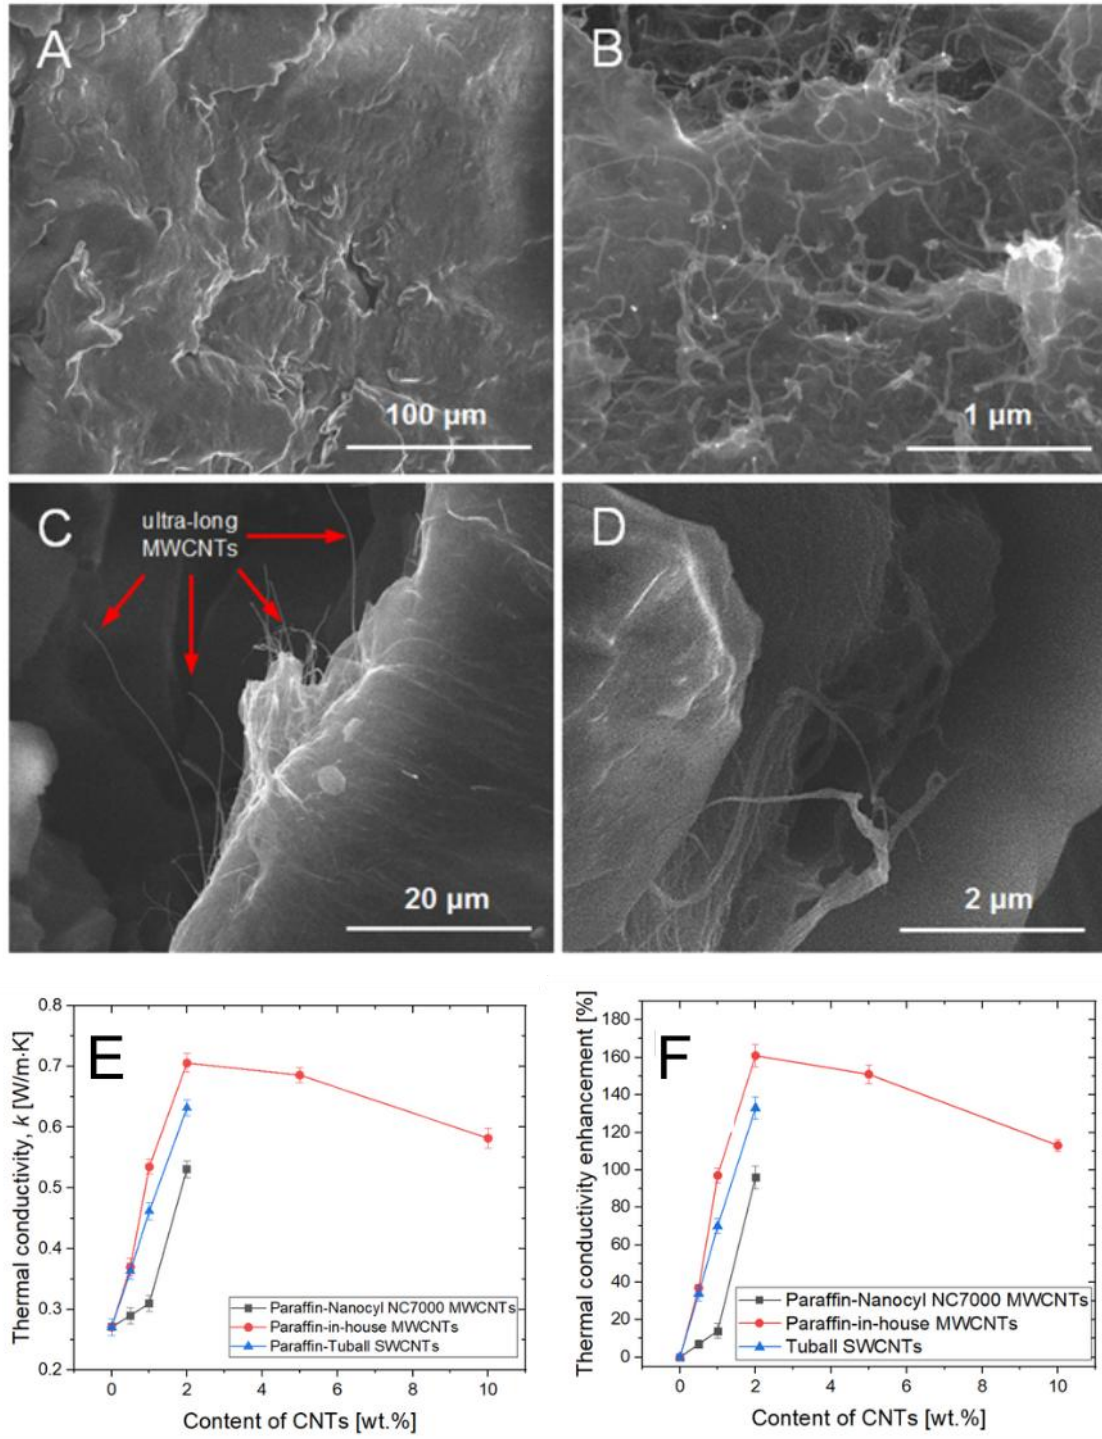 A
100 µm
B
1 µm
C
ultra-long
MWCNTs
20 µm
D
2 µm
E
Thermal conductivity, k [W/m·K]
0.8
0.7
0.6
0.5
0.4
0.3
0.2
Paraffin-Nanocyl NC7000 MWCNTs
Paraffin-in-house MWCNTs
Paraffin-Tuball SWCNTs
0 2 4 6 8 10
Content of CNTs [wt.%]
F
Thermal conductivity enhancement [%]
180
160
140
120
100
80
60
40
20
0
Paraffin-Nanocyl NC7000 MWCNTs
Paraffin-in-house MWCNTs
Tuball SWCNTs
0 2 4 6 8 10
Content of CNTs [wt.%]